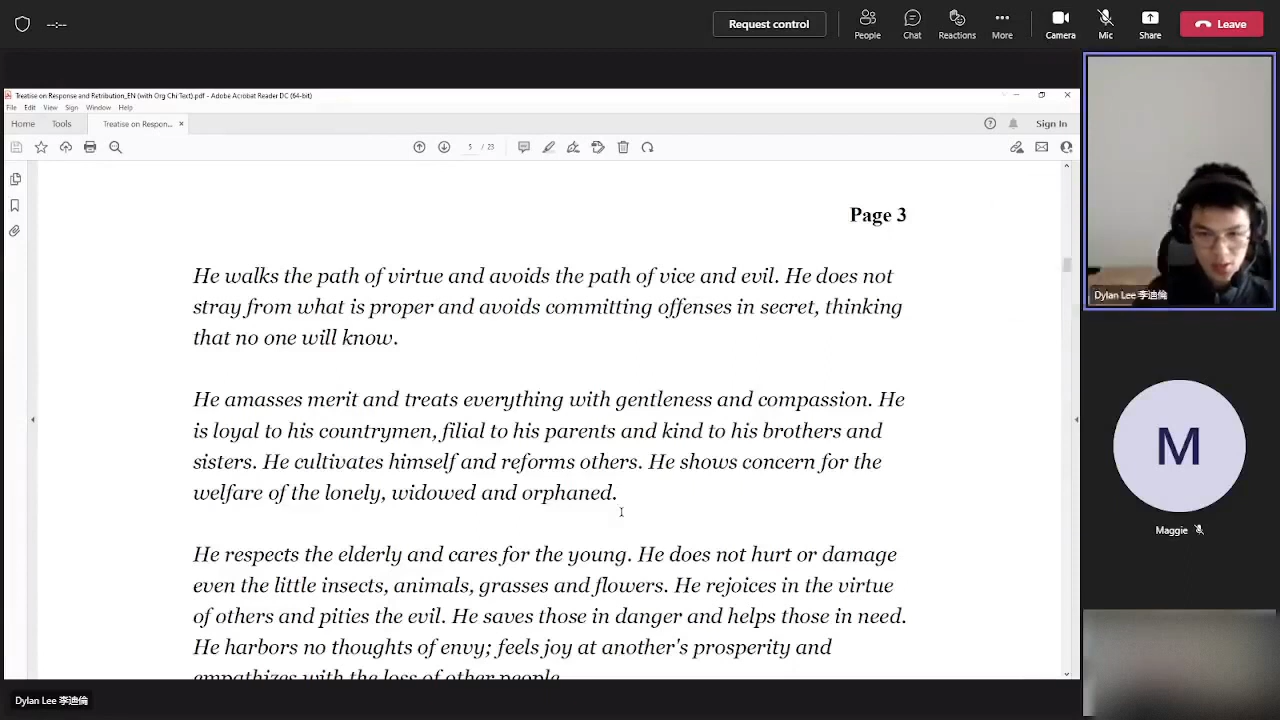 --:--
Request control
People
Chat
Reactions
More
Camera
Mic
Share
Leave
Treatise on Response and Retribution_EN (with Org Chi Text).pdf - Adobe Acrobat Reader DC (64-bit)
File Edit View Sign Window Help
Home Tools Treatise on Respon... ×
Sign In
5 / 23
Page 3
He walks the path of virtue and avoids the path of vice and evil. He does not
stray from what is proper and avoids committing offenses in secret, thinking
that no one will know.
He amasses merit and treats everything with gentleness and compassion. He
is loyal to his countrymen, filial to his parents and kind to his brothers and
sisters. He cultivates himself and reforms others. He shows concern for the
welfare of the lonely, widowed and orphaned.
He respects the elderly and cares for the young. He does not hurt or damage
even the little insects, animals, grasses and flowers. He rejoices in the virtue
of others and pities the evil. He saves those in danger and helps those in need.
He harbors no thoughts of envy; feels joy at another's prosperity and
empathizes with the loss of other people.
Dylan Lee 李迪倫
M
Maggie
Dylan Lee 李迪倫